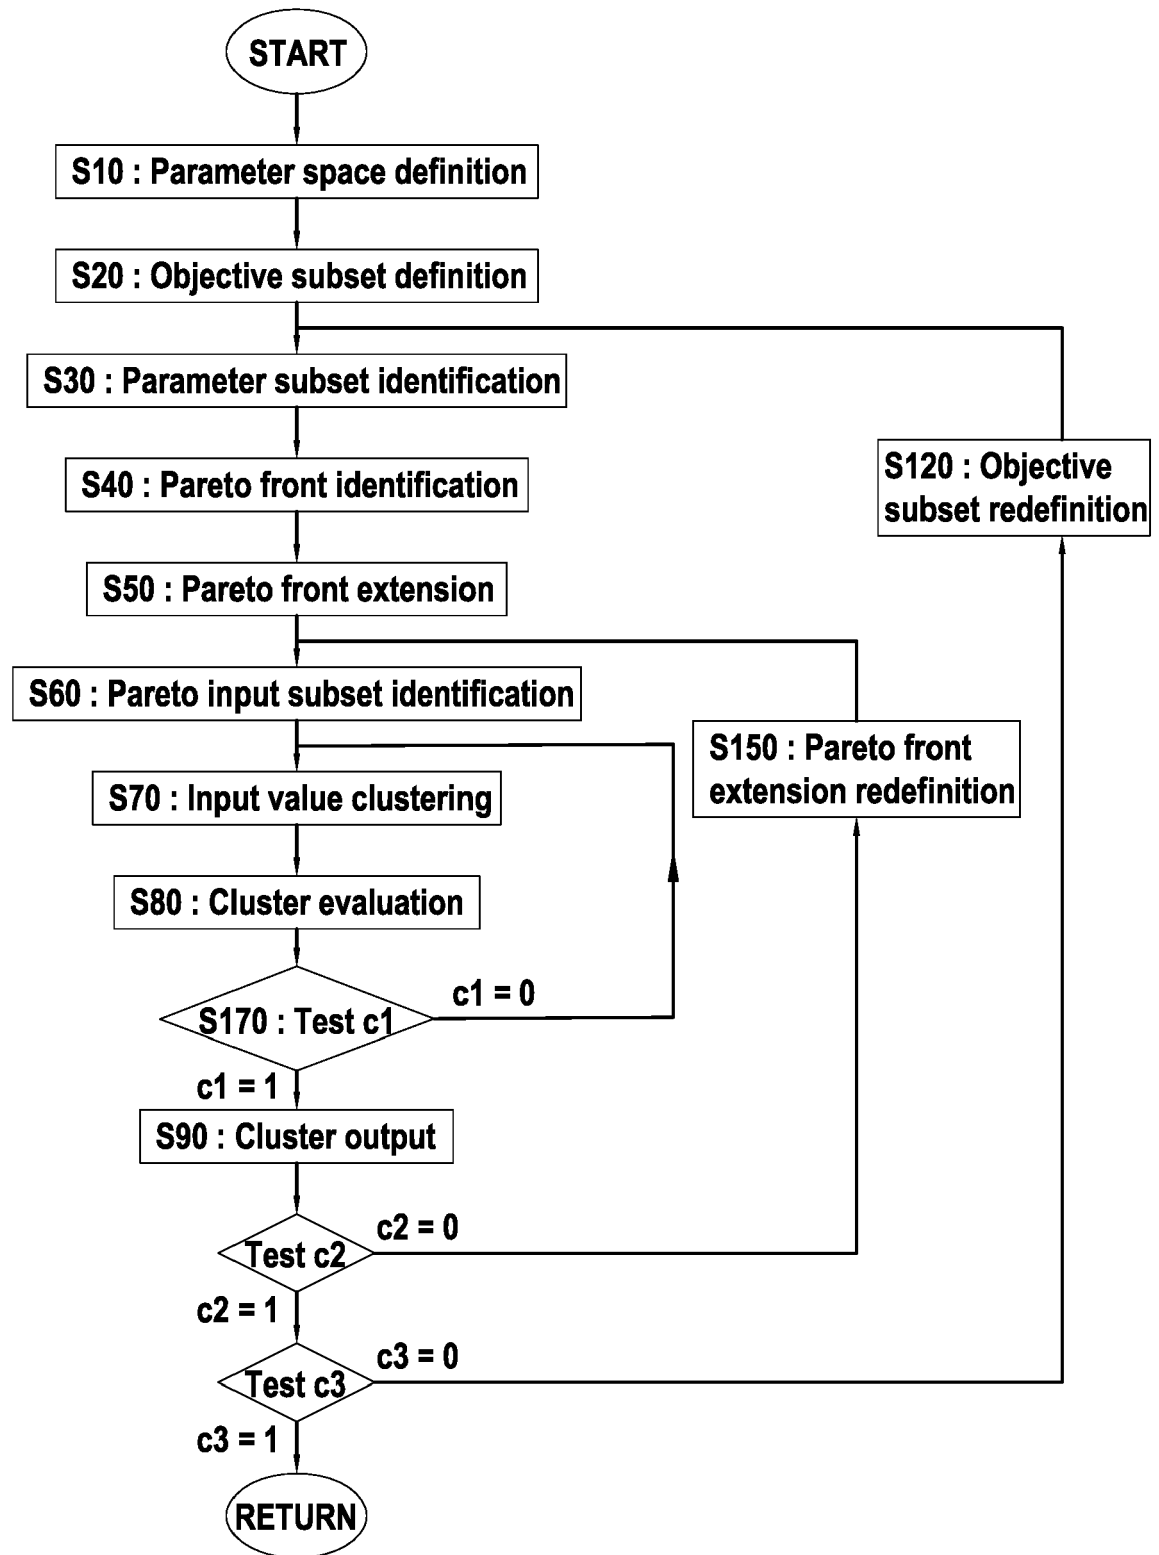 START
S10 : Parameter space definition
S20 : Objective subset definition
S30 : Parameter subset identification
S40 : Pareto front identification
S120 : Objective
subset redefinition
S50 : Pareto front extension
S60 : Pareto input subset identification
S150 : Pareto front
extension redefinition
S70 : Input value clustering
S80 : Cluster evaluation
S170 : Test c1
c1 = 0
c1 = 1
S90 : Cluster output
Test c2
c2 = 0
c2 = 1
Test c3
c3 = 0
c3 = 1
RETURN